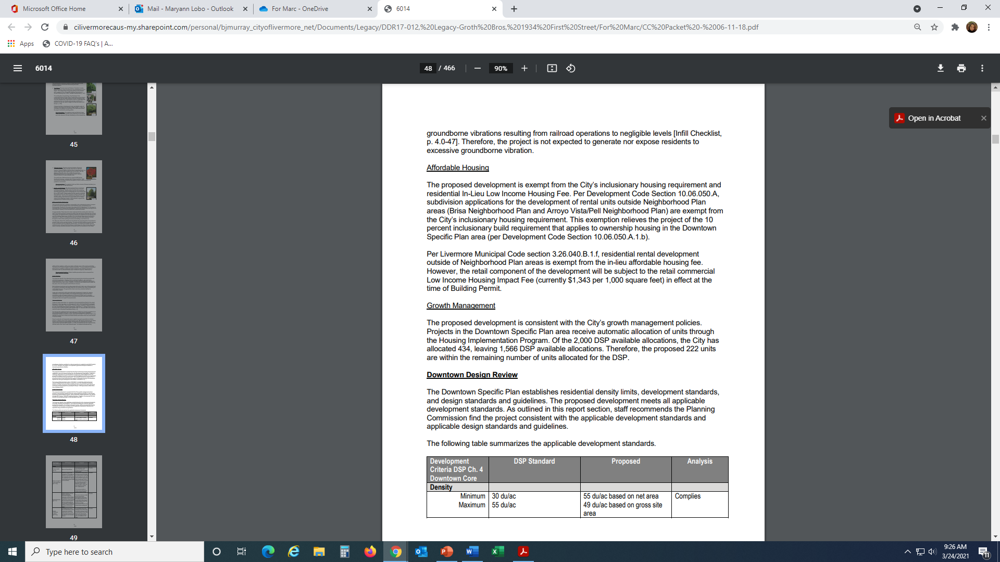 Microsoft Office Home
Mail - Maryann Lobo - Outlook
For Marc - OneDrive
6014
cilivermorecaus-my.sharepoint.com/personal/bjmurray_cityoflivermore_net/Documents/Legacy/DDR17-012,%20Legacy-Groth%20Bros,%201934%20First%20Street/For%20Marc/CC%20Packet%20-%2006-11-18.pdf
Apps
COVID-19 FAQ's | A...
6014
48 / 466
90%
45
46
47
48
49
Open in Acrobat
groundborne vibrations resulting from railroad operations to negligible levels [Infill Checklist,
p. 4.0-47]. Therefore, the project is not expected to generate nor expose residents to
excessive groundborne vibration.
Affordable Housing
The proposed development is exempt from the City's inclusionary housing requirement and
residential In-Lieu Low Income Housing Fee. Per Development Code Section 10.06.050.A,
subdivision applications for the development of rental units outside Neighborhood Plan
areas (Brisa Neighborhood Plan and Arroyo Vista/Pell Neighborhood Plan) are exempt from
the City's inclusionary housing requirement. This exemption relieves the project of the 10
percent inclusionary build requirement that applies to ownership housing in the Downtown
Specific Plan area (per Development Code Section 10.06.050.A.1.b).
Per Livermore Municipal Code section 3.26.040.B.1.f, residential rental development
outside of Neighborhood Plan areas is exempt from the in-lieu affordable housing fee.
However, the retail component of the development will be subject to the retail commercial
Low Income Housing Impact Fee (currently $1,343 per 1,000 square feet) in effect at the
time of Building Permit.
Growth Management
The proposed development is consistent with the City's growth management policies.
Projects in the Downtown Specific Plan area receive automatic allocation of units through
the Housing Implementation Program. Of the 2,000 DSP available allocations, the City has
allocated 434, leaving 1,566 DSP available allocations. Therefore, the proposed 222 units
are within the remaining number of units allocated for the DSP.
Downtown Design Review
The Downtown Specific Plan establishes residential density limits, development standards,
and design standards and guidelines. The proposed development meets all applicable
development standards. As outlined in this report section, staff recommends the Planning
Commission find the project consistent with the applicable development standards and
applicable design standards and guidelines.
The following table summarizes the applicable development standards.
Development DSP Standard Proposed Analysis
Criteria DSP Ch. 4
Downtown Core
Density
Minimum 30 du/ac 55 du/ac based on net area Complies
Maximum 55 du/ac 49 du/ac based on gross site
area
Type here to search
9:26 AM
3/24/2021
11